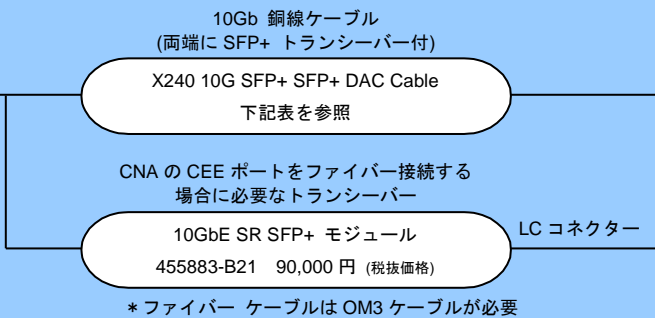 10Gb 銅線ケーブル
(両端に SFP+ トランシーバー付)
X240 10G SFP+ SFP+ DAC Cable
下記表を参照
CNA の CEE ポートをファイバー接続する
場合に必要なトランシーバー
10GbE SR SFP+ モジュール
455883-B21 90,000 円 (税抜価格)
LC コネクター
* ファイバー ケーブルは OM3 ケーブルが必要